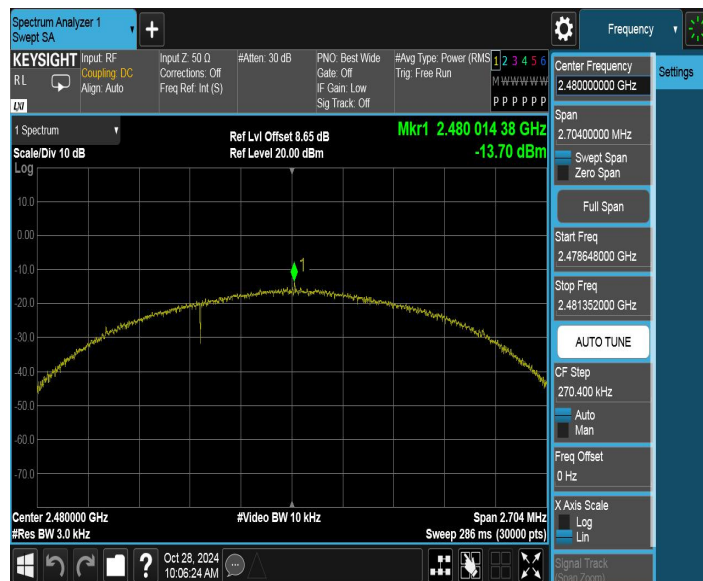 Spectrum Analyzer 1
Swept SA
+
Frequency
KEYSIGHT
RL
LXI
Input: RF
Coupling: DC
Align: Auto
Input Z: 50 Ω
Corrections: Off
Freq Ref: Int (S)
#Atten: 30 dB
PNO: Best Wide
Gate: Off
IF Gain: Low
Sig Track: Off
#Avg Type: Power (RMS
Trig: Free Run
1 2 3 4 5 6
M W W W W W
P P P P P P
1 Spectrum
Scale/Div 10 dB
Ref Lvl Offset 8.65 dB
Ref Level 20.00 dBm
Mkr1 2.480 014 38 GHz
-13.70 dBm
Log
10.0
0.00
-10.0
-20.0
-30.0
-40.0
-50.0
-60.0
-70.0
1
Center 2.480000 GHz
#Res BW 3.0 kHz
#Video BW 10 kHz
Span 2.704 MHz
Sweep 286 ms (30000 pts)
Center Frequency
2.480000000 GHz
Settings
Span
2.70400000 MHz
Swept Span
Zero Span
Full Span
Start Freq
2.478648000 GHz
Stop Freq
2.481352000 GHz
AUTO TUNE
CF Step
270.400 kHz
Auto
Man
Freq Offset
0 Hz
X Axis Scale
Log
Lin
Signal Track
(Span Zoom)
?
Oct 28, 2024
10:06:24 AM